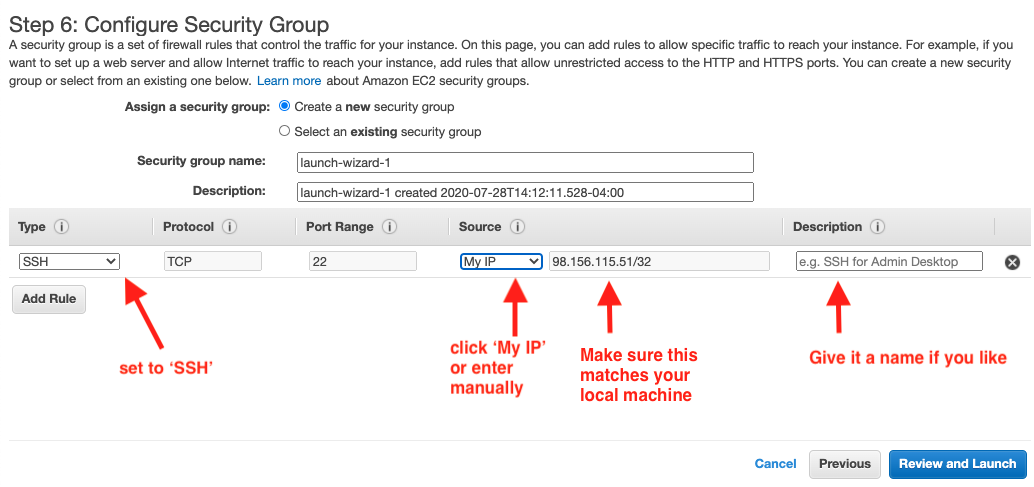 Step 6: Configure Security Group
A security group is a set of firewall rules that control the traffic for your instance. On this page, you can add rules to allow specific traffic to reach your instance. For example, if you
want to set up a web server and allow Internet traffic to reach your instance, add rules that allow unrestricted access to the HTTP and HTTPS ports. You can create a new security
group or select from an existing one below. Learn more about Amazon EC2 security groups.
Assign a security group: Create a new security group
Select an existing security group
Security group name: launch-wizard-1
Description: launch-wizard-1 created 2020-07-28T14:12:11.528-04:00
Type i Protocol i Port Range i Source i Description i
SSH TCP 22 My IP 98.156.115.51/32 e.g. SSH for Admin Desktop
Add Rule
set to ‘SSH’
click ‘My IP’
or enter
manually
Make sure this
matches your
local machine
Give it a name if you like
Cancel Previous Review and Launch